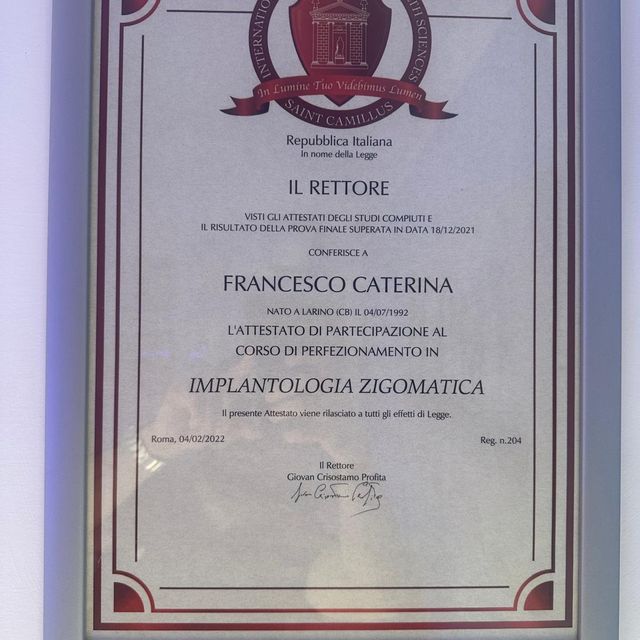 INTERNATIONAL
SCIENCES
In Lumine Tuo Videbimus Lumen
SAINT CAMILLUS
Repubblica Italiana
In nome della Legge
IL RETTORE
VISTI GLI ATTESTATI DEGLI STUDI COMPIUTI E
IL RISULTATO DELLA PROVA FINALE SUPERATA IN DATA 18/12/2021
CONFERISCE A
FRANCESCO CATERINA
NATO A LARINO (CB) IL 04/07/1992
L'ATTESTATO DI PARTECIPAZIONE AL
CORSO DI PERFEZIONAMENTO IN
IMPLANTOLOGIA ZIGOMATICA
Il presente Attestato viene rilasciato a tutti gli effetti di Legge.
Roma, 04/02/2022 Reg. n.204
Il Rettore
Giovan Crisostamo Profita